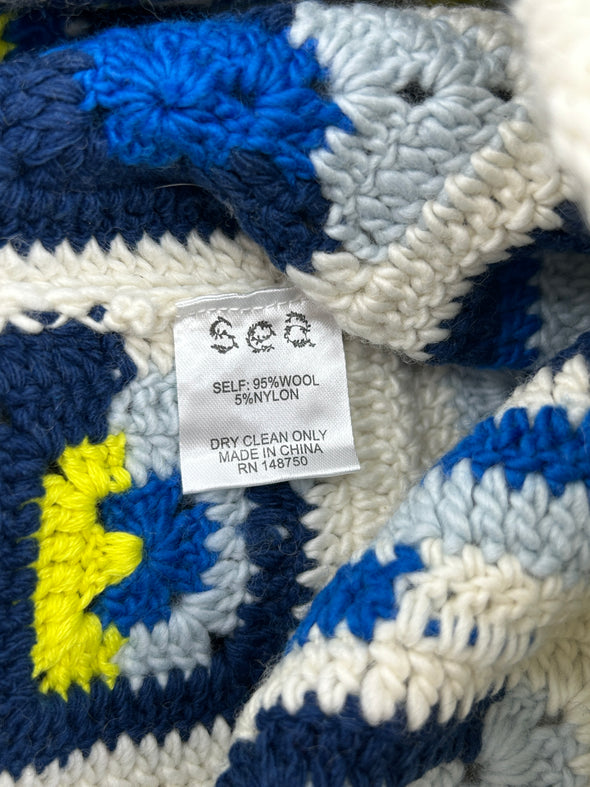 Sea
SELF: 95%WOOL
5%NYLON
DRY CLEAN ONLY
MADE IN CHINA
RN 148750